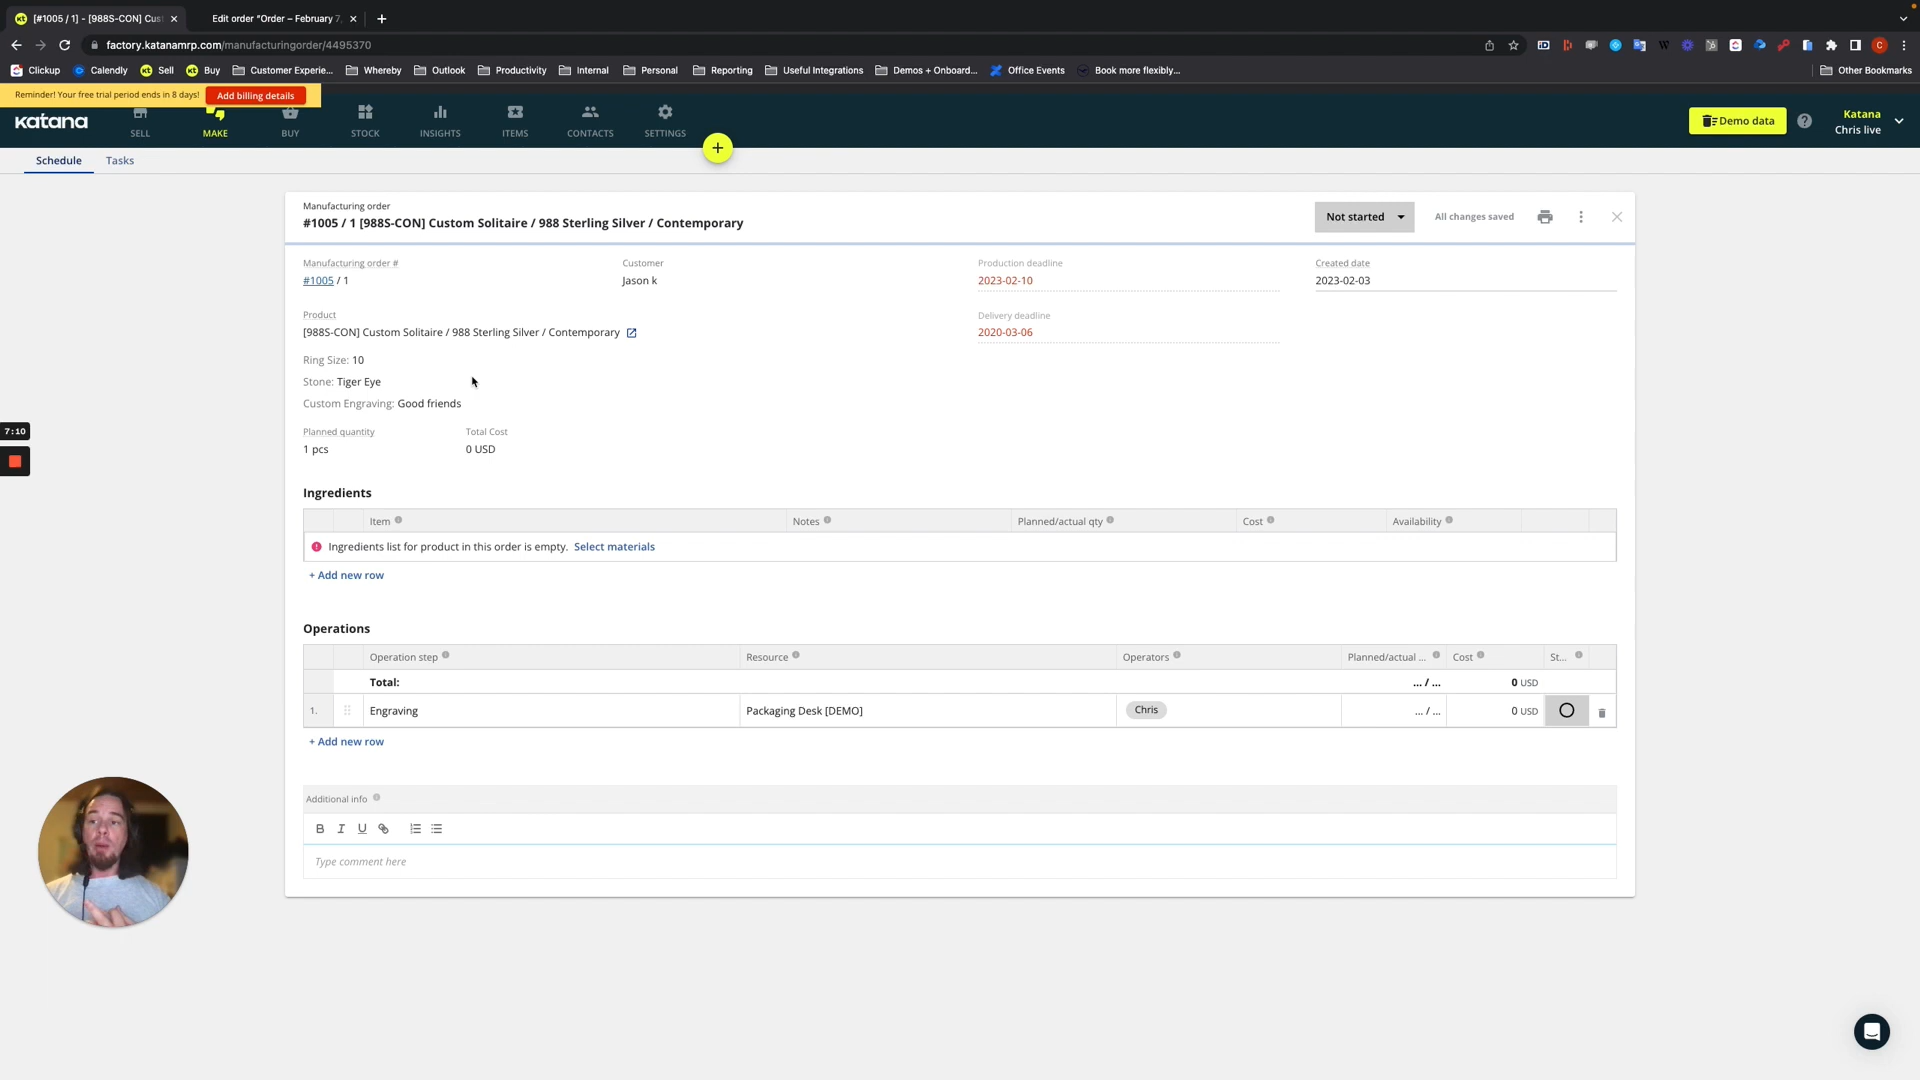 [#1005 / 1] - [988S-CON] Cus
Edit order "Order – February 7,
factory.katanamrp.com/manufacturingorder/4495370
Clickup
Calendly
Sell
Buy
Customer Experie...
Whereby
Outlook
Productivity
Internal
Personal
Reporting
Useful Integrations
Demos + Onboard...
Office Events
Book more flexibly...
Other Bookmarks
Reminder! Your free trial period ends in 8 days!
Add billing details
katana
SELL
MAKE
BUY
STOCK
INSIGHTS
ITEMS
CONTACTS
SETTINGS
+
Demo data
?
Katana
Chris live
Schedule
Tasks
Manufacturing order
#1005 / 1 [988S-CON] Custom Solitaire / 988 Sterling Silver / Contemporary
Not started
All changes saved
Manufacturing order #
#1005 / 1
Customer
Jason k
Production deadline
2023-02-10
Created date
2023-02-03
Product
[988S-CON] Custom Solitaire / 988 Sterling Silver / Contemporary
Delivery deadline
2020-03-06
Ring Size: 10
Stone: Tiger Eye
Custom Engraving: Good friends
Planned quantity
1 pcs
Total Cost
0 USD
7:10
Ingredients
Item
Notes
Planned/actual qty
Cost
Availability
Ingredients list for product in this order is empty. Select materials
+ Add new row
Operations
Operation step
Resource
Operators
Planned/actual ...
Cost
St...
Total:
... / ...
0 USD
1.
Engraving
Packaging Desk [DEMO]
Chris
... / ...
0 USD
+ Add new row
Additional info
B I U
Type comment here